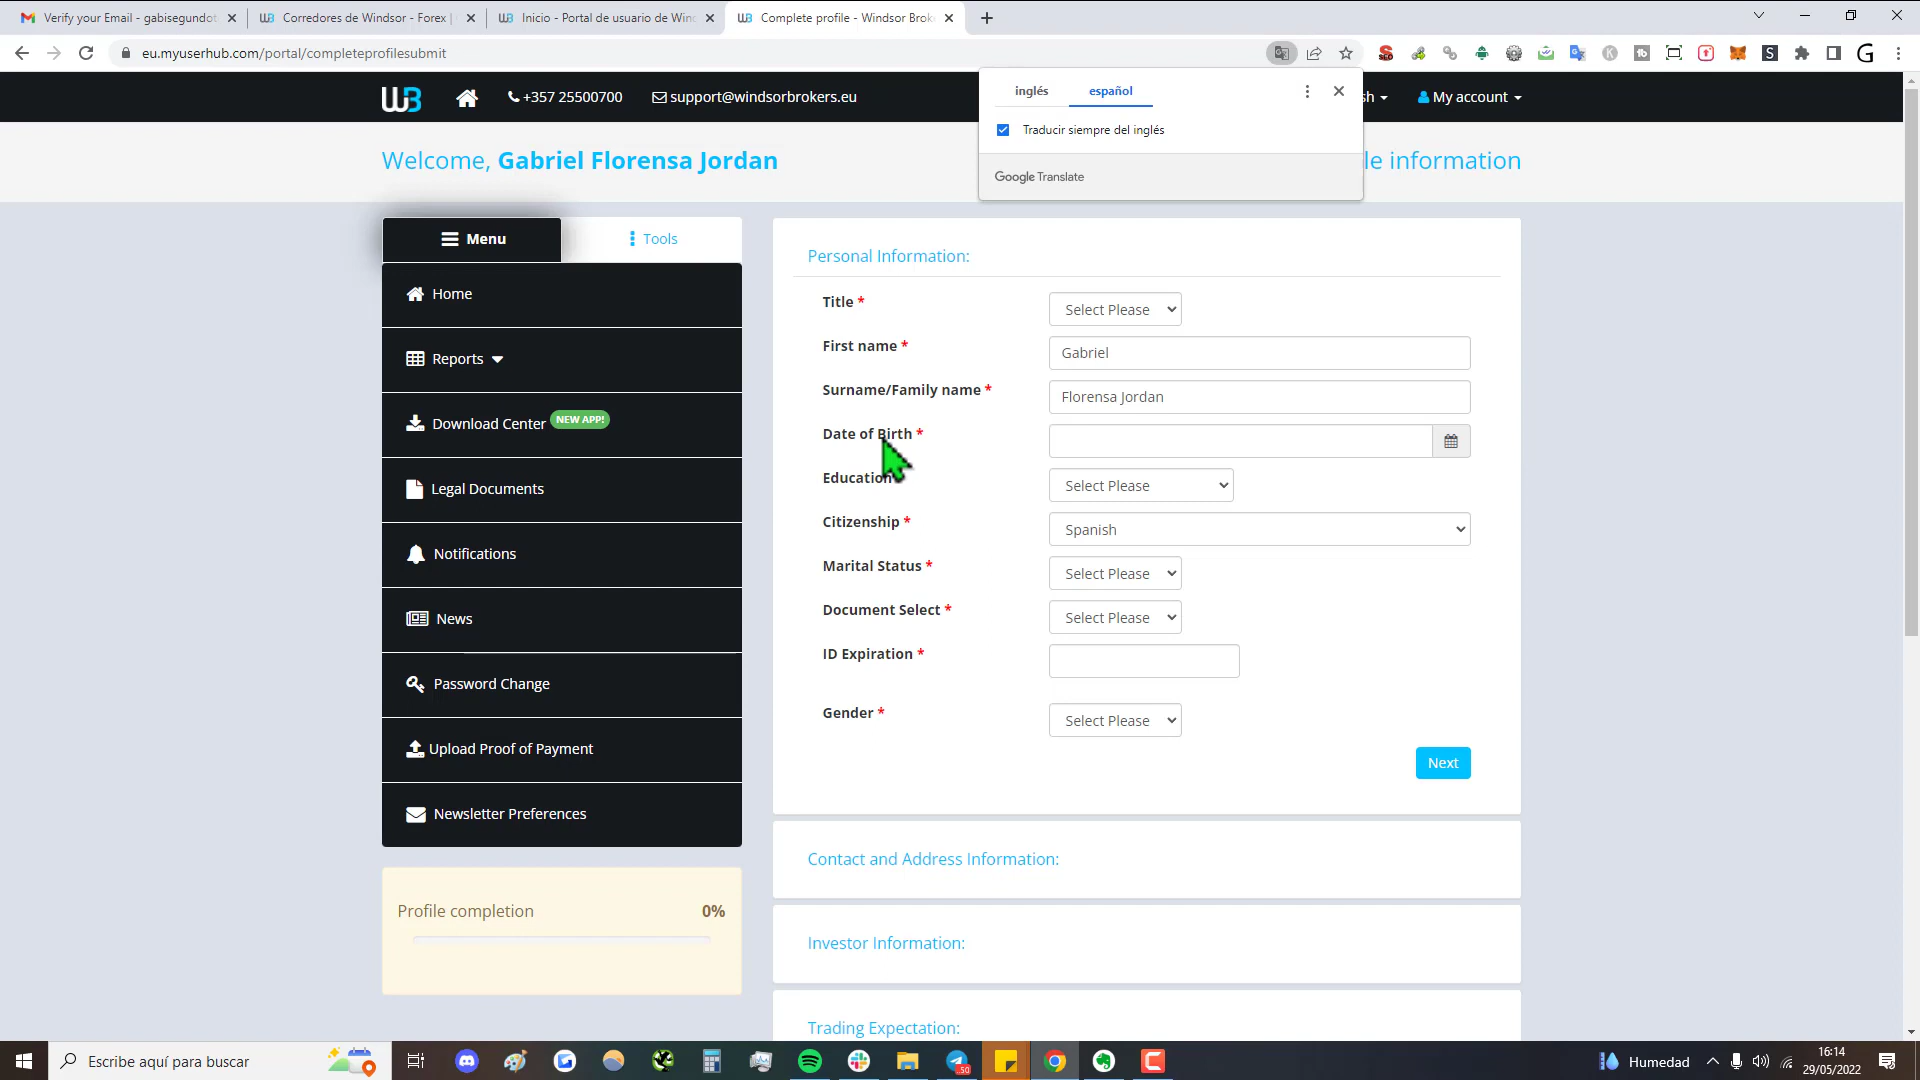 Verify your Email - gabisegundot
Corredores de Windsor - Forex |
Inicio - Portal de usuario de Win
Complete profile - Windsor Brok
eu.myuserhub.com/portal/completeprofilesubmit
inglés
español
Traducir siempre del inglés
Google Translate
WB
+357 25500700
support@windsorbrokers.eu
sh
My account
Welcome, Gabriel Florensa Jordan
le information
Menu
Tools
Home
Reports
Download Center NEW APP!
Legal Documents
Notifications
News
Password Change
Upload Proof of Payment
Newsletter Preferences
Profile completion 0%
Personal Information:
Title * Select Please
First name * Gabriel
Surname/Family name * Florensa Jordan
Date of Birth *
Education Select Please
Citizenship * Spanish
Marital Status * Select Please
Document Select * Select Please
ID Expiration *
Gender * Select Please
Next
Contact and Address Information:
Investor Information:
Trading Expectation:
Escribe aquí para buscar
Humedad
16:14
29/05/2022